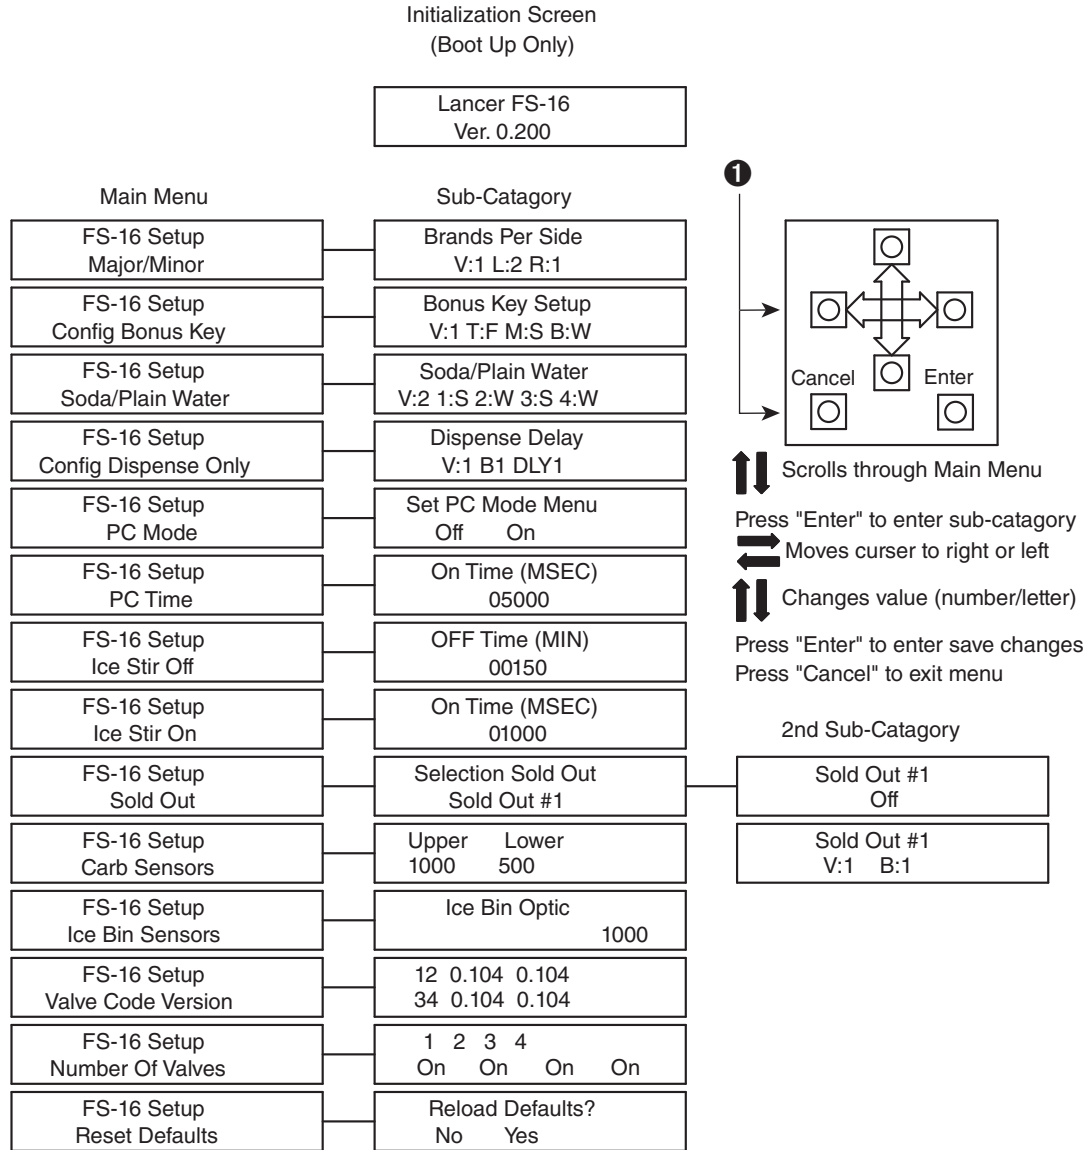 Initialization Screen
(Boot Up Only)
Lancer FS-16
Ver. 0.200
Main Menu
Sub-Catagory
FS-16 Setup
Major/Minor
Brands Per Side
V:1 L:2 R:1
FS-16 Setup
Config Bonus Key
Bonus Key Setup
V:1 T:F M:S B:W
FS-16 Setup
Soda/Plain Water
Soda/Plain Water
V:2 1:S 2:W 3:S 4:W
FS-16 Setup
Config Dispense Only
Dispense Delay
V:1 B1 DLY1
FS-16 Setup
PC Mode
Set PC Mode Menu
Off On
FS-16 Setup
PC Time
On Time (MSEC)
05000
FS-16 Setup
Ice Stir Off
OFF Time (MIN)
00150
FS-16 Setup
Ice Stir On
On Time (MSEC)
01000
FS-16 Setup
Sold Out
Selection Sold Out
Sold Out #1
FS-16 Setup
Carb Sensors
Upper Lower
1000 500
FS-16 Setup
Ice Bin Sensors
Ice Bin Optic
1000
FS-16 Setup
Valve Code Version
12 0.104 0.104
34 0.104 0.104
FS-16 Setup
Number Of Valves
1 2 3 4
On On On On
FS-16 Setup
Reset Defaults
Reload Defaults?
No Yes
❶
Cancel
Enter
Scrolls through Main Menu
Press "Enter" to enter sub-catagory
Moves curser to right or left
Changes value (number/letter)
Press "Enter" to enter save changes
Press "Cancel" to exit menu
2nd Sub-Catagory
Sold Out #1
Off
Sold Out #1
V:1 B:1